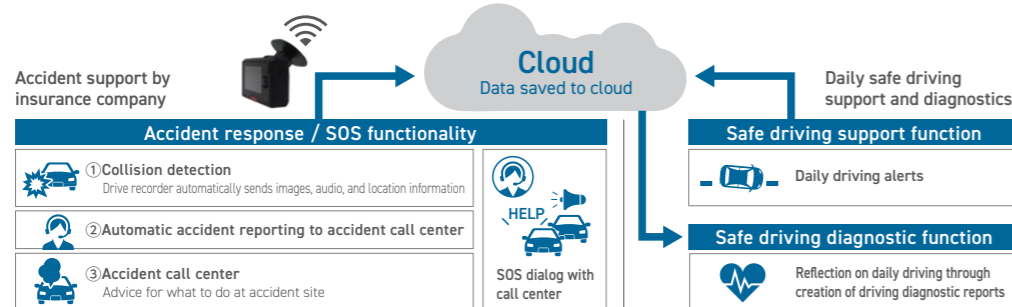 Accident support by
insurance company
Cloud
Data saved to cloud
Daily safe driving
support and diagnostics
Accident response / SOS functionality
①Collision detection
Drive recorder automatically sends images, audio, and location information
②Automatic accident reporting to accident call center
③Accident call center
Advice for what to do at accident site
HELP
SOS dialog with
call center
Safe driving support function
Daily driving alerts
Safe driving diagnostic function
Reflection on daily driving through
creation of driving diagnostic reports